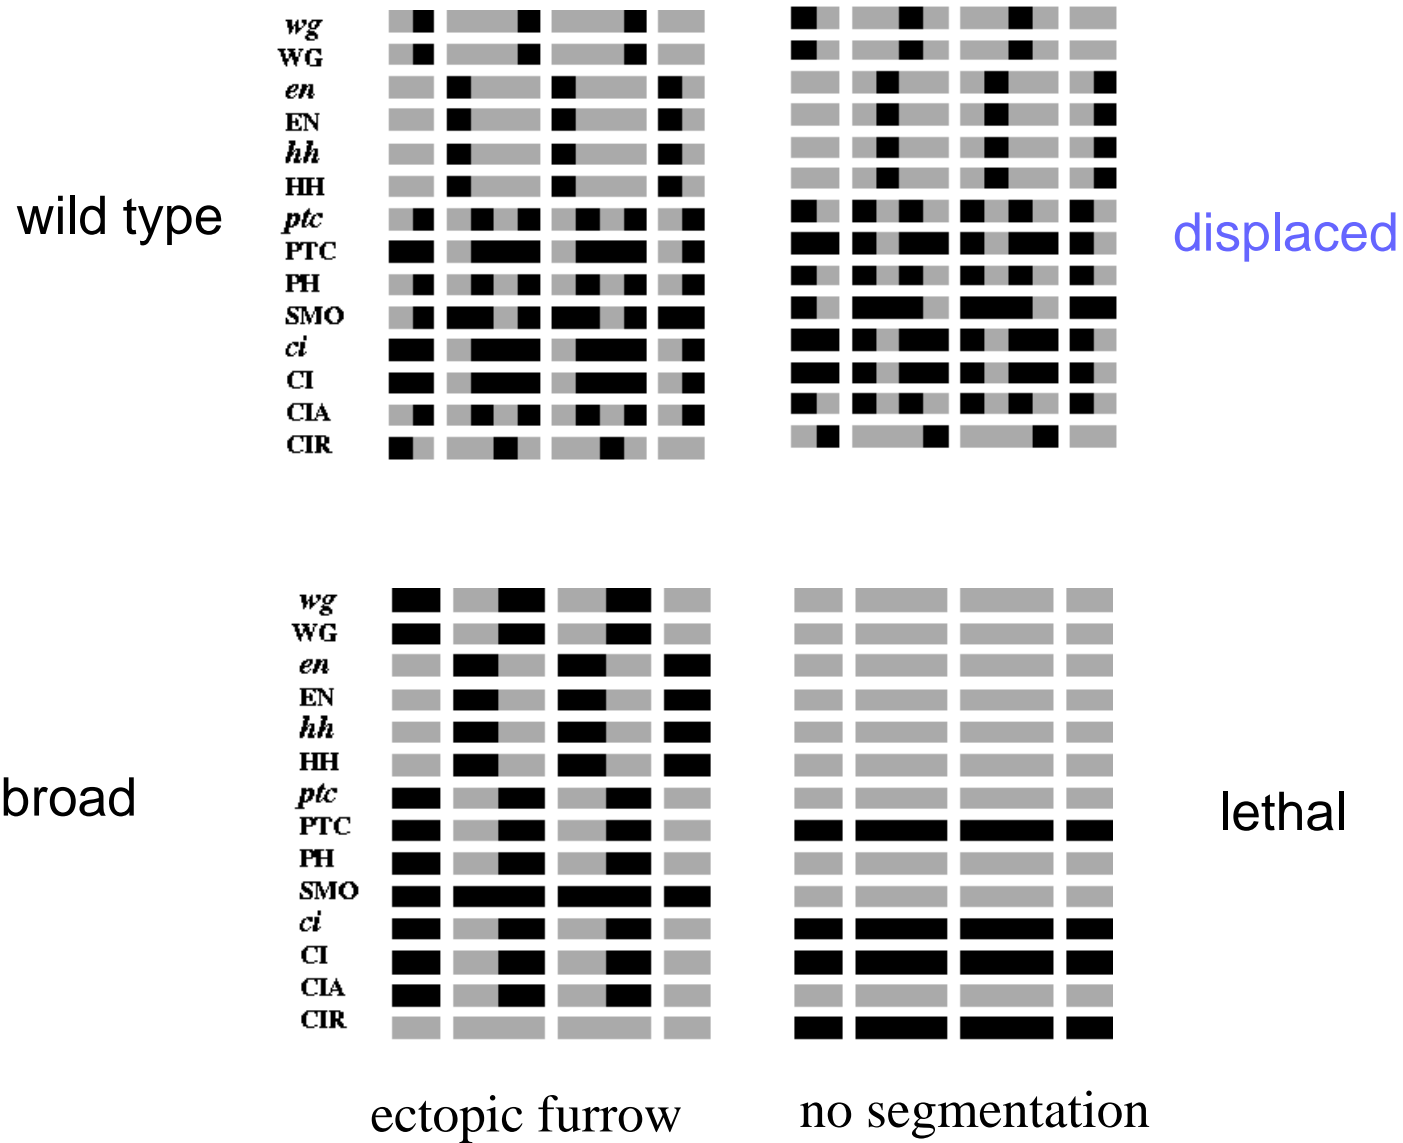 wg
WG
en
EN
hh
HH
ptc
PTC
PH
SMO
ci
CI
CIA
CIR
wild type
displaced
wg
WG
en
EN
hh
HH
ptc
PTC
PH
SMO
ci
CI
CIA
CIR
broad
lethal
ectopic furrow
no segmentation